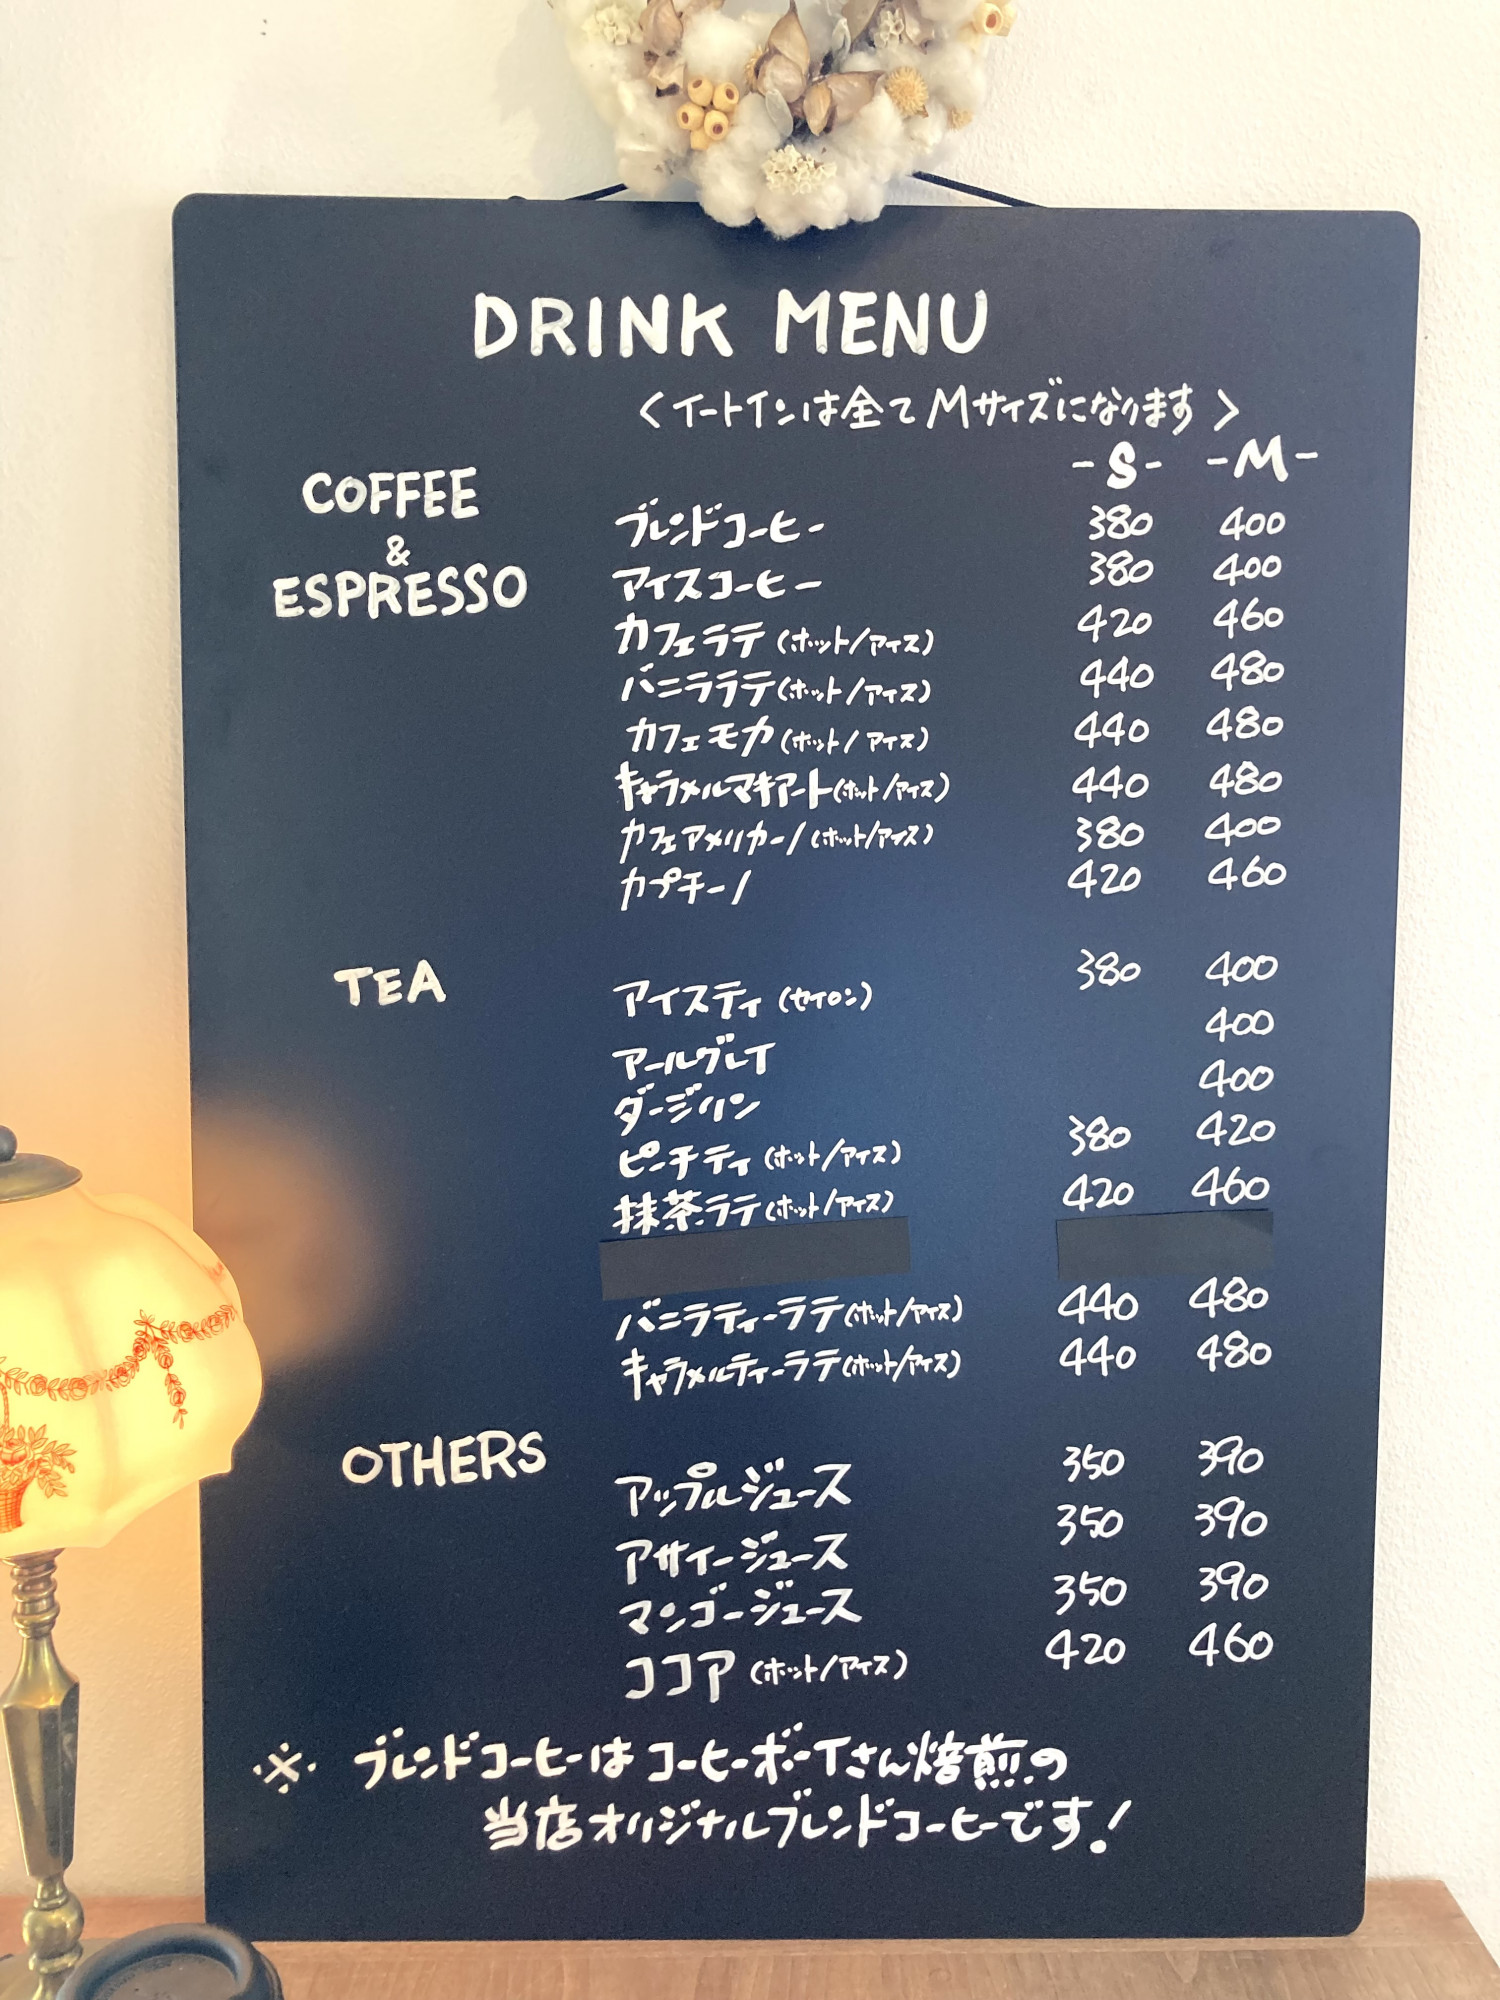 DRINK MENU
<イートインは全てMサイズになります>
-S- -M-
COFFEE
&
ESPRESSO
ブレンドコーヒー 380 400
アイスコーヒー 380 400
カフェラテ(ホット/アイス) 420 460
バニララテ(ホット/アイス) 440 480
カフェモカ(ホット/アイス) 440 480
キャラメルマキアート(ホット/アイス) 440 480
カフェアメリカーノ(ホット/アイス) 380 400
カプチーノ 420 460
TEA
アイスティ(セイロン) 380 400
アールグレイ 400
ダージリン 400
ピーチティ(ホット/アイス) 380 420
抹茶ラテ(ホット/アイス) 420 460
バニラティーラテ(ホット/アイス) 440 480
キャラメルティーラテ(ホット/アイス) 440 480
OTHERS
アップルジュース 350 390
アサイージュース 350 390
マンゴージュース 350 390
ココア(ホット/アイス) 420 460
※ ブレンドコーヒーはコーヒーボーイさん焙煎の
当店オリジナルブレンドコーヒーです!